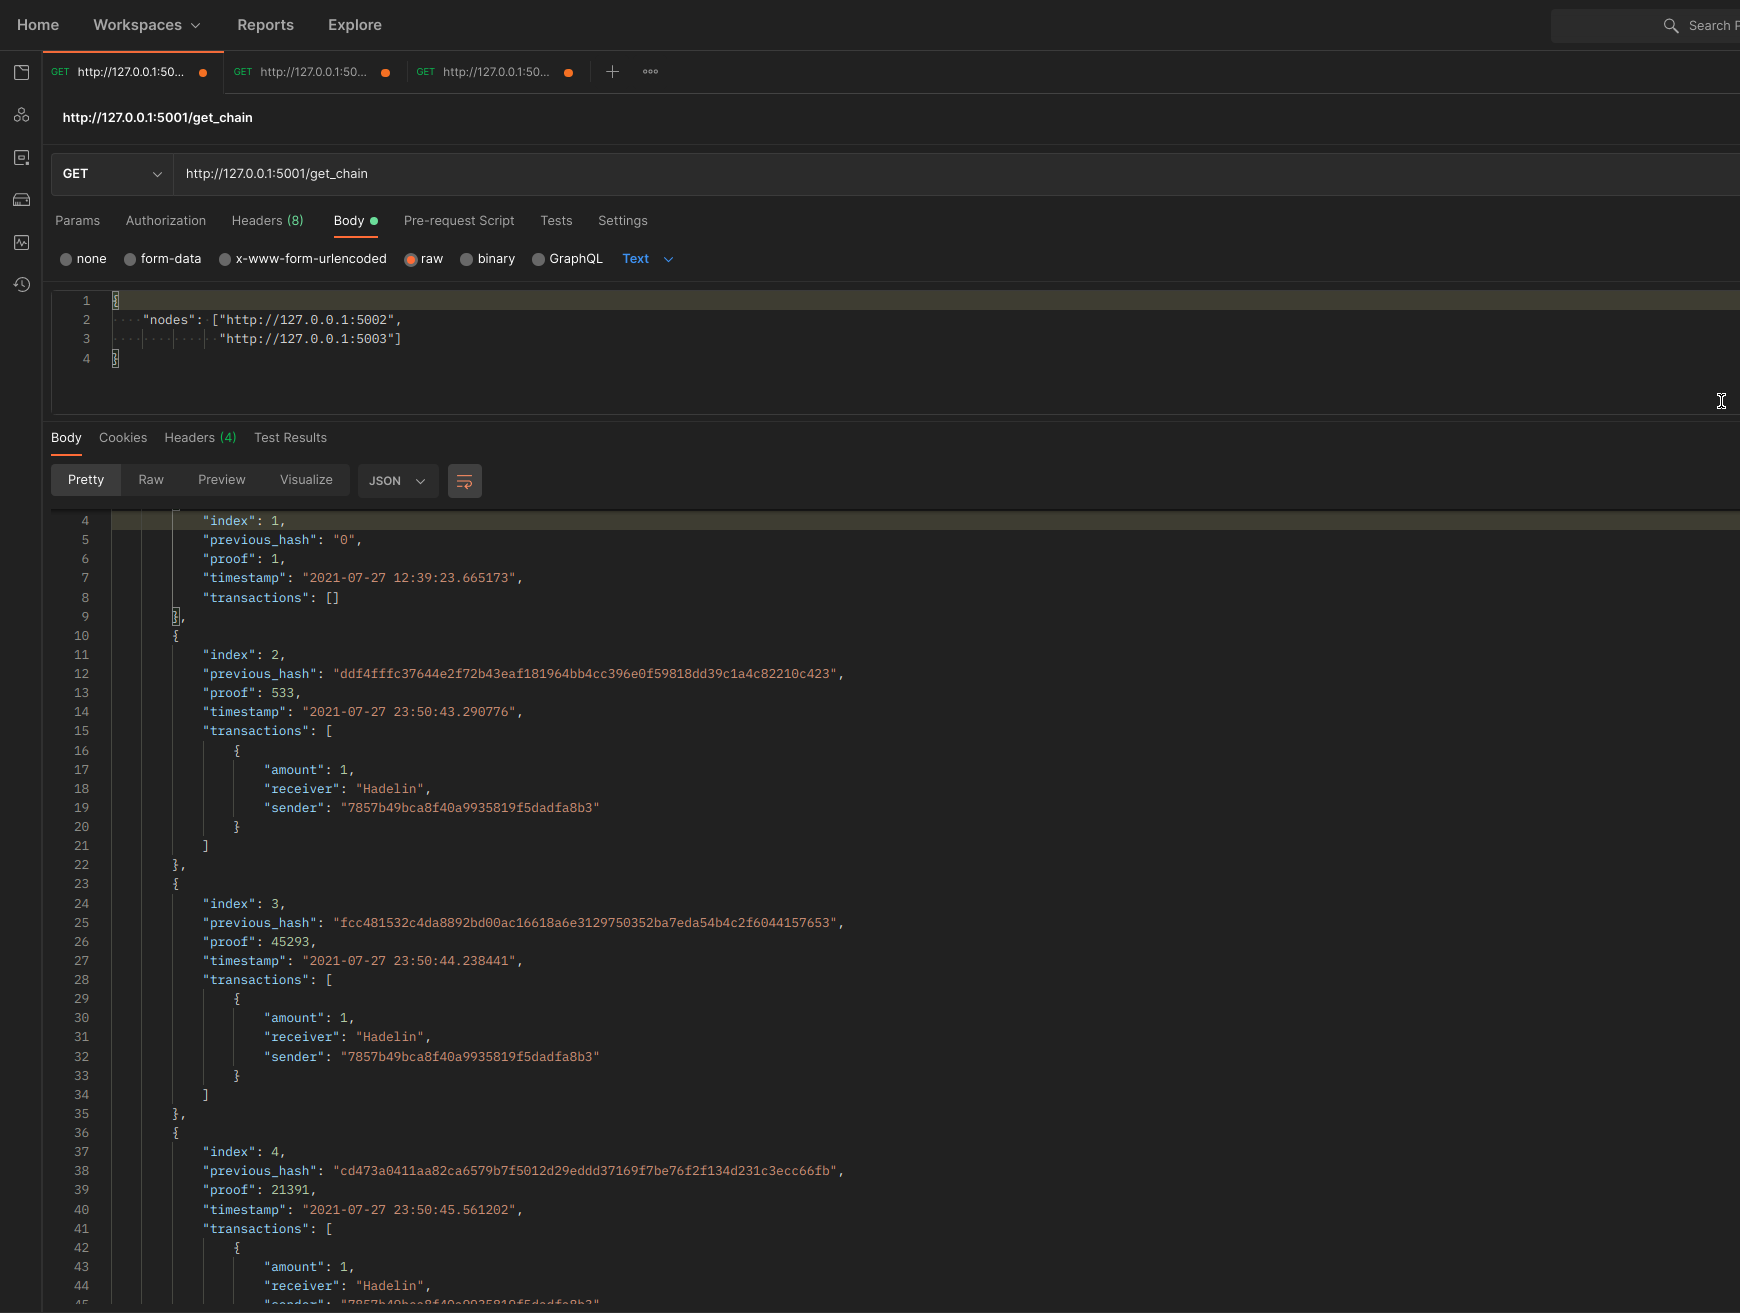 Home Workspaces Reports Explore Search
GET http://127.0.0.1:50... GET http://127.0.0.1:50... GET http://127.0.0.1:50...
http://127.0.0.1:5001/get_chain
GET http://127.0.0.1:5001/get_chain
Params Authorization Headers (8) Body Pre-request Script Tests Settings
none form-data x-www-form-urlencoded raw binary GraphQL Text
1 {
2 "nodes": ["http://127.0.0.1:5002",
3 "http://127.0.0.1:5003"]
4 }
Body Cookies Headers (4) Test Results
Pretty Raw Preview Visualize JSON
4 "index": 1,
5 "previous_hash": "0",
6 "proof": 1,
7 "timestamp": "2021-07-27 12:39:23.665173",
8 "transactions": []
9 },
10 {
11 "index": 2,
12 "previous_hash": "ddf4fffc37644e2f72b43eaf181964bb4cc396e0f59818dd39c1a4c82210c423",
13 "proof": 533,
14 "timestamp": "2021-07-27 23:50:43.290776",
15 "transactions": [
16 {
17 "amount": 1,
18 "receiver": "Hadelin",
19 "sender": "7857b49bca8f40a9935819f5dadfa8b3"
20 }
21 ]
22 },
23 {
24 "index": 3,
25 "previous_hash": "fcc481532c4da8892bd00ac16618a6e3129750352ba7eda54b4c2f6044157653",
26 "proof": 45293,
27 "timestamp": "2021-07-27 23:50:44.238441",
28 "transactions": [
29 {
30 "amount": 1,
31 "receiver": "Hadelin",
32 "sender": "7857b49bca8f40a9935819f5dadfa8b3"
33 }
34 ]
35 },
36 {
37 "index": 4,
38 "previous_hash": "cd473a0411aa82ca6579b7f5012d29eddd37169f7be76f2f134d231c3ecc66fb",
39 "proof": 21391,
40 "timestamp": "2021-07-27 23:50:45.561202",
41 "transactions": [
42 {
43 "amount": 1,
44 "receiver": "Hadelin",